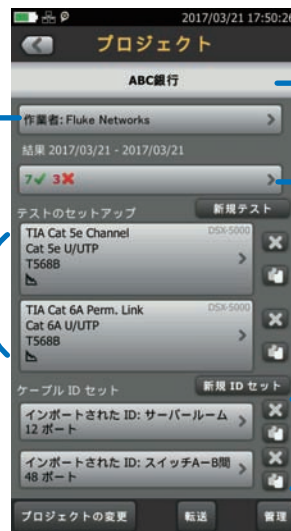 2017/03/21 17:50:26
プロジェクト
ABC銀行
作業者: Fluke Networks
結果 2017/03/21 - 2017/03/21
7✓ 3✖
テストのセットアップ
新規テスト
TIA Cat 5e Channel
DSX-5000
Cat 5e U/UTP
T568B
TIA Cat 6A Perm. Link
DSX-5000
Cat 6A U/UTP
T568B
ケーブル ID セット
新規 ID セット
インポートされた ID: サーバールーム
12 ポート
インポートされた ID: スイッチA-B間
48 ポート
プロジェクトの変更
転送
管理